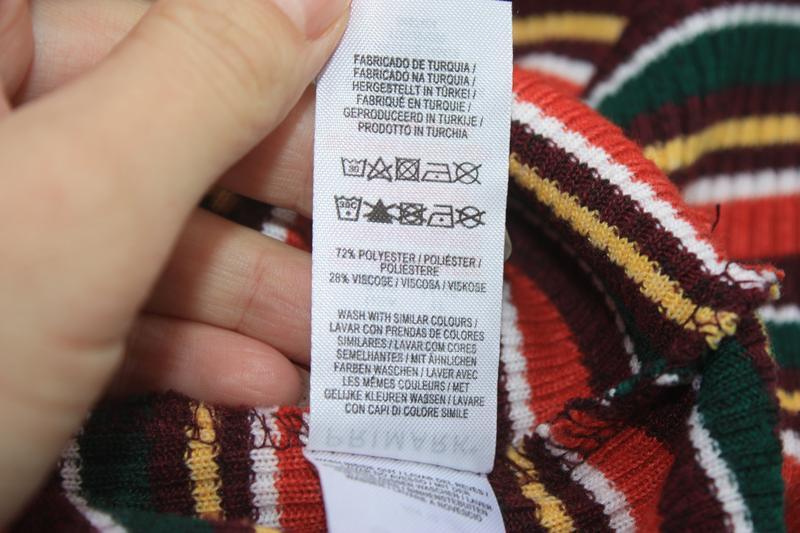 FABRICADO DE TURQUIA /
FABRICADO NA TURQUIA /
HERGESTELLT IN TÜRKEI /
FABRIQUÉ EN TURQUIE /
GEPRODUCEERD IN TURKIJE /
PRODOTTO IN TURCHIA
30
30C
72% POLYESTER / POLIÉSTER /
POLIÉSTERE
28% VISCOSE / VISCOSA / VISKOSE
WASH WITH SIMILAR COLOURS /
LAVAR CON PRENDAS DE COLORES
SIMILARES / LAVAR COM CORES
SEMELHANTES / MIT ÄHNLICHEN
FARBEN WASCHEN / LAVER AVEC
LES MÊMES COULEURS / MET
GELIJKE KLEUREN WASSEN /
CON CAPI DI COLORE SIMILE
PRIMARK